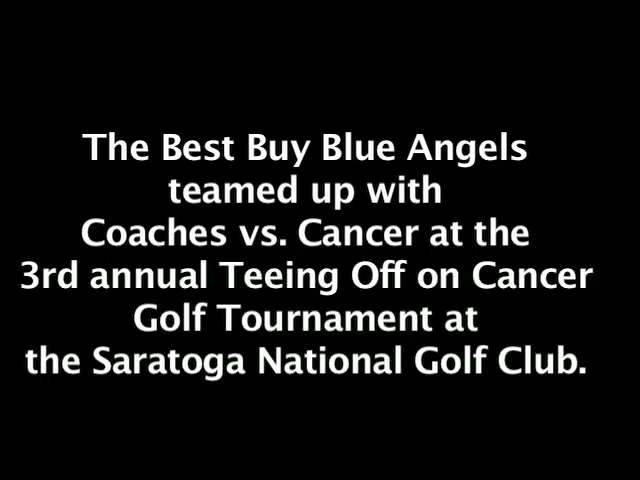 The Best Buy Blue Angels
teamed up with
Coaches vs. Cancer at the
3rd annual Teeing Off on Cancer
Golf Tournament at
the Saratoga National Golf Club.